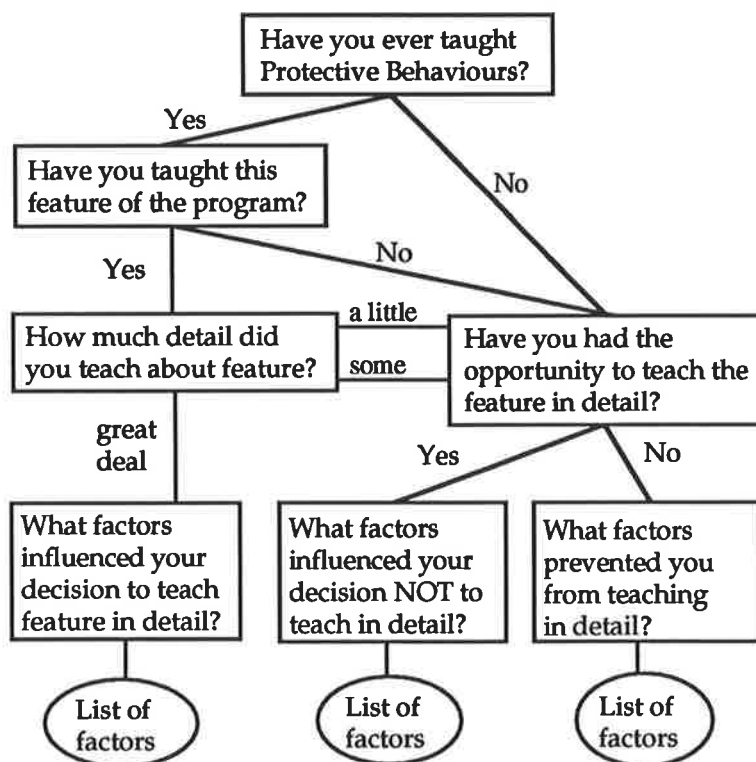 Have you ever taught
Protective Behaviours?
Yes
No
Have you taught this
feature of the program?
Yes
No
How much detail did
you teach about feature?
a little
some
Have you had the
opportunity to teach the
feature in detail?
great
deal
Yes
No
What factors
influenced your
decision to teach
feature in detail?
What factors
influenced your
decision NOT to
teach in detail?
What factors
prevented you
from teaching
in detail?
List of
factors
List of
factors
List of
factors